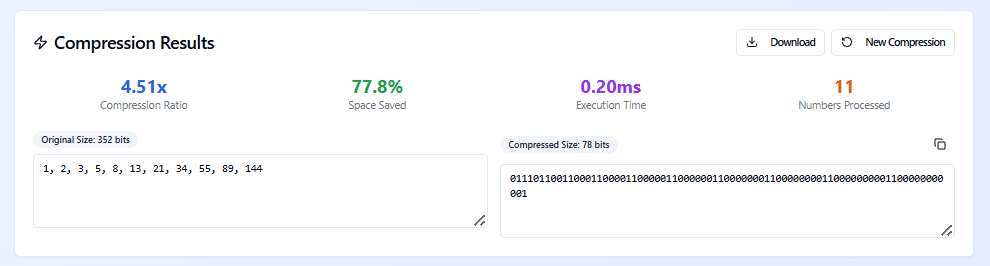 Compression Results
Download
New Compression
4.51x
Compression Ratio
77.8%
Space Saved
0.20ms
Execution Time
11
Numbers Processed
Original Size: 352 bits
1, 2, 3, 5, 8, 13, 21, 34, 55, 89, 144
Compressed Size: 78 bits
011101100110001100001100000110000001100000001100000000110000000001100000000
001